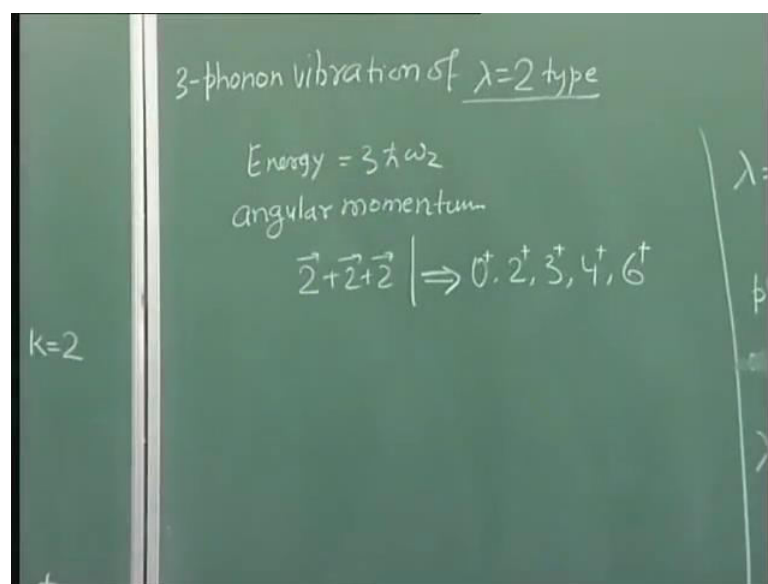 3-phonon vibration of λ=2 type
Energy = 3ħω₂
angular momentum
2⃗+2⃗+2⃗ | ⇒ 0⁺, 2⁺, 3⁺, 4⁺, 6⁺
K=2
λ=
p
λ